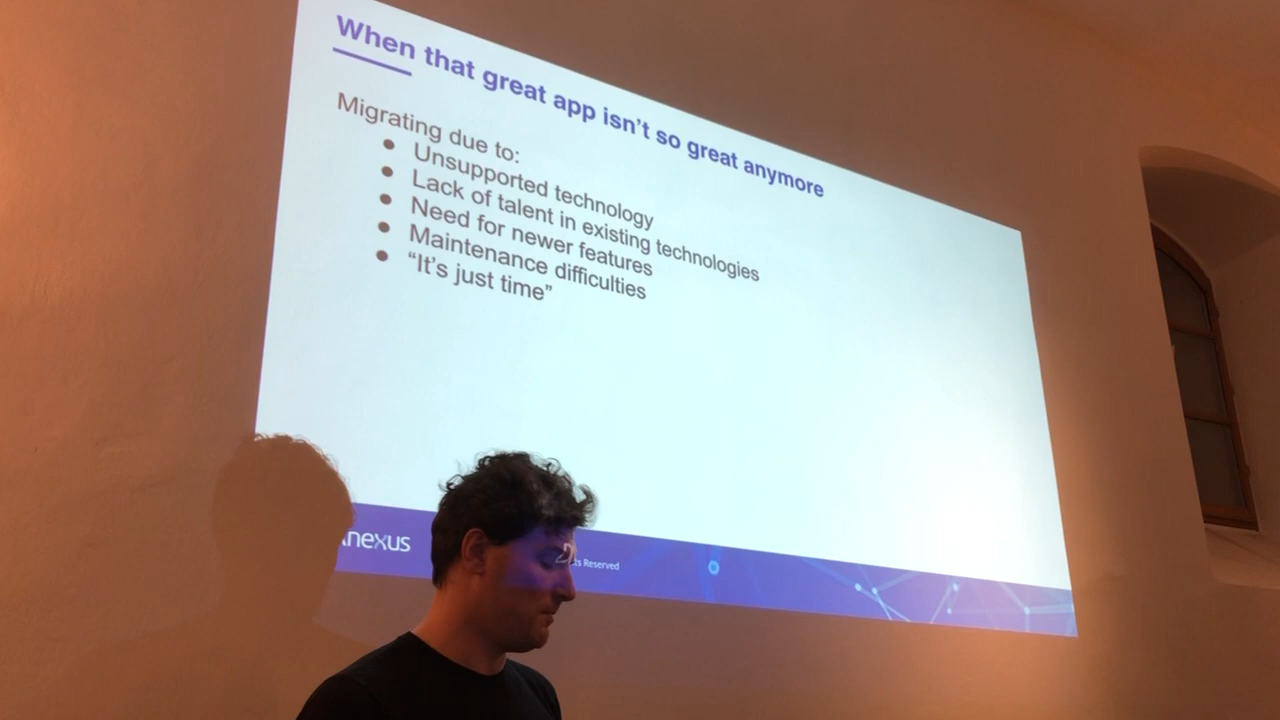 When that great app isn't so great anymore
Migrating due to:
● Unsupported technology
● Lack of talent in existing technologies
● Need for newer features
● Maintenance difficulties
● “It's just time”
nexus
Reserved